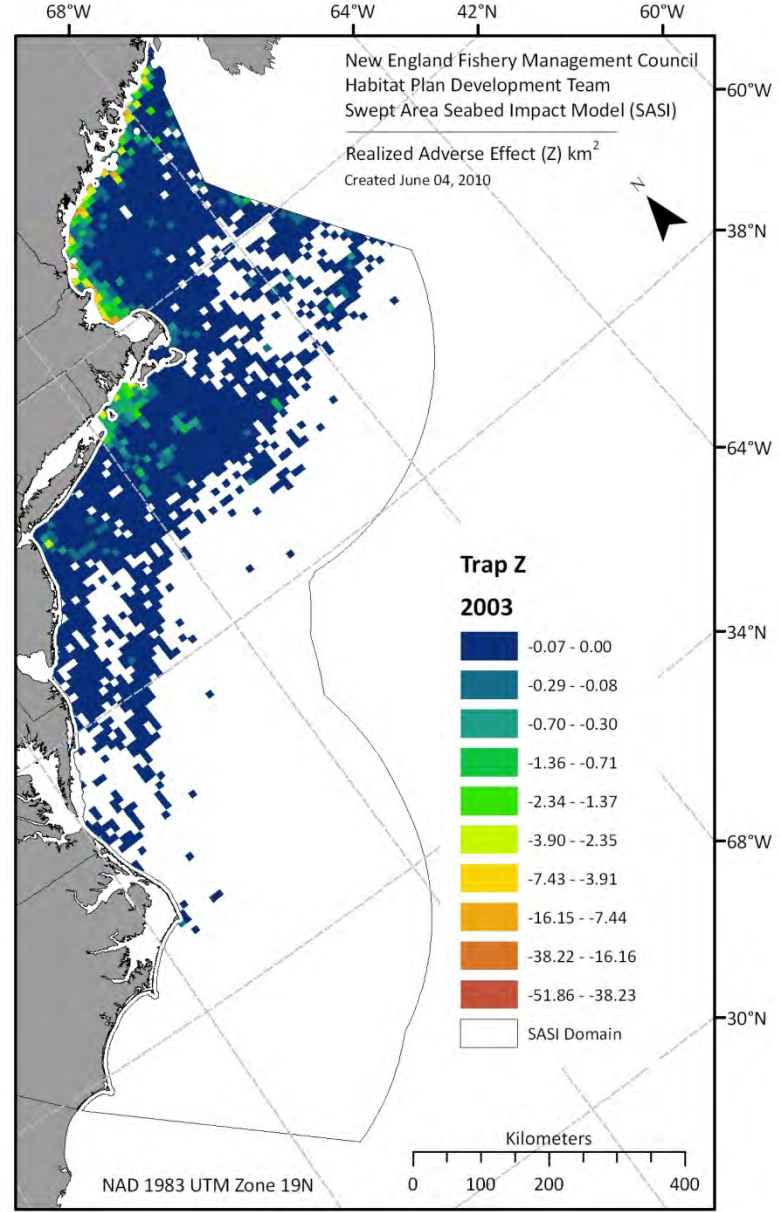 68°W 64°W 42°N 60°W
New England Fishery Management Council
Habitat Plan Development Team
Swept Area Seabed Impact Model (SASI)
Realized Adverse Effect (Z) km²
Created June 04, 2010
N
60°N
38°N
64°W
34°N
68°W
30°N
Trap Z
2003
-0.07 - 0.00
-0.29 - -0.08
-0.70 - -0.30
-1.36 - -0.71
-2.34 - -1.37
-3.90 - -2.35
-7.43 - -3.91
-16.15 - -7.44
-38.22 - -16.16
-51.86 - -38.23
SASI Domain
Kilometers
0 100 200 400
NAD 1983 UTM Zone 19N